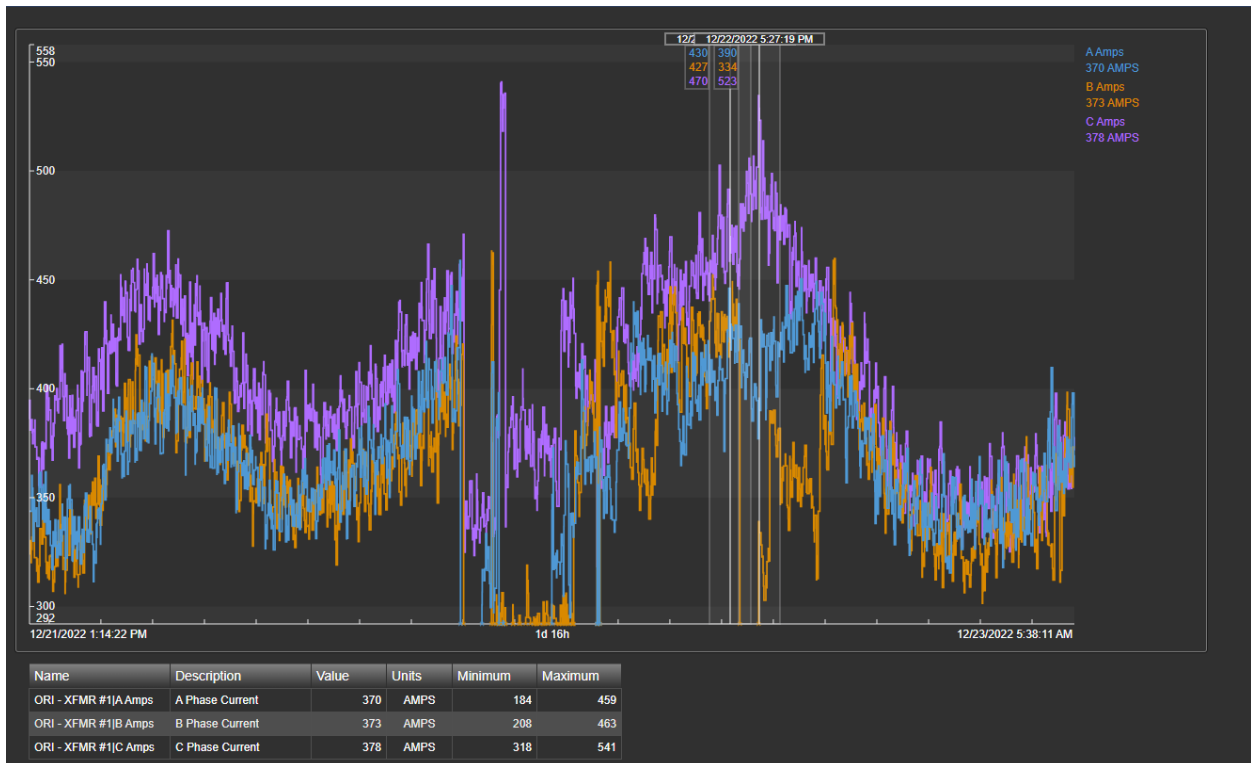 12/2 12/22/2022 5:27:19 PM
558
550
430 390
427 334
470 523
A Amps
370 AMPS
B Amps
373 AMPS
C Amps
378 AMPS
500
450
400
350
300
292
12/21/2022 1:14:22 PM 1d 16h 12/23/2022 5:38:11 AM
Name Description Value Units Minimum Maximum
ORI - XFMR #1|A Amps A Phase Current 370 AMPS 184 459
ORI - XFMR #1|B Amps B Phase Current 373 AMPS 208 463
ORI - XFMR #1|C Amps C Phase Current 378 AMPS 318 541